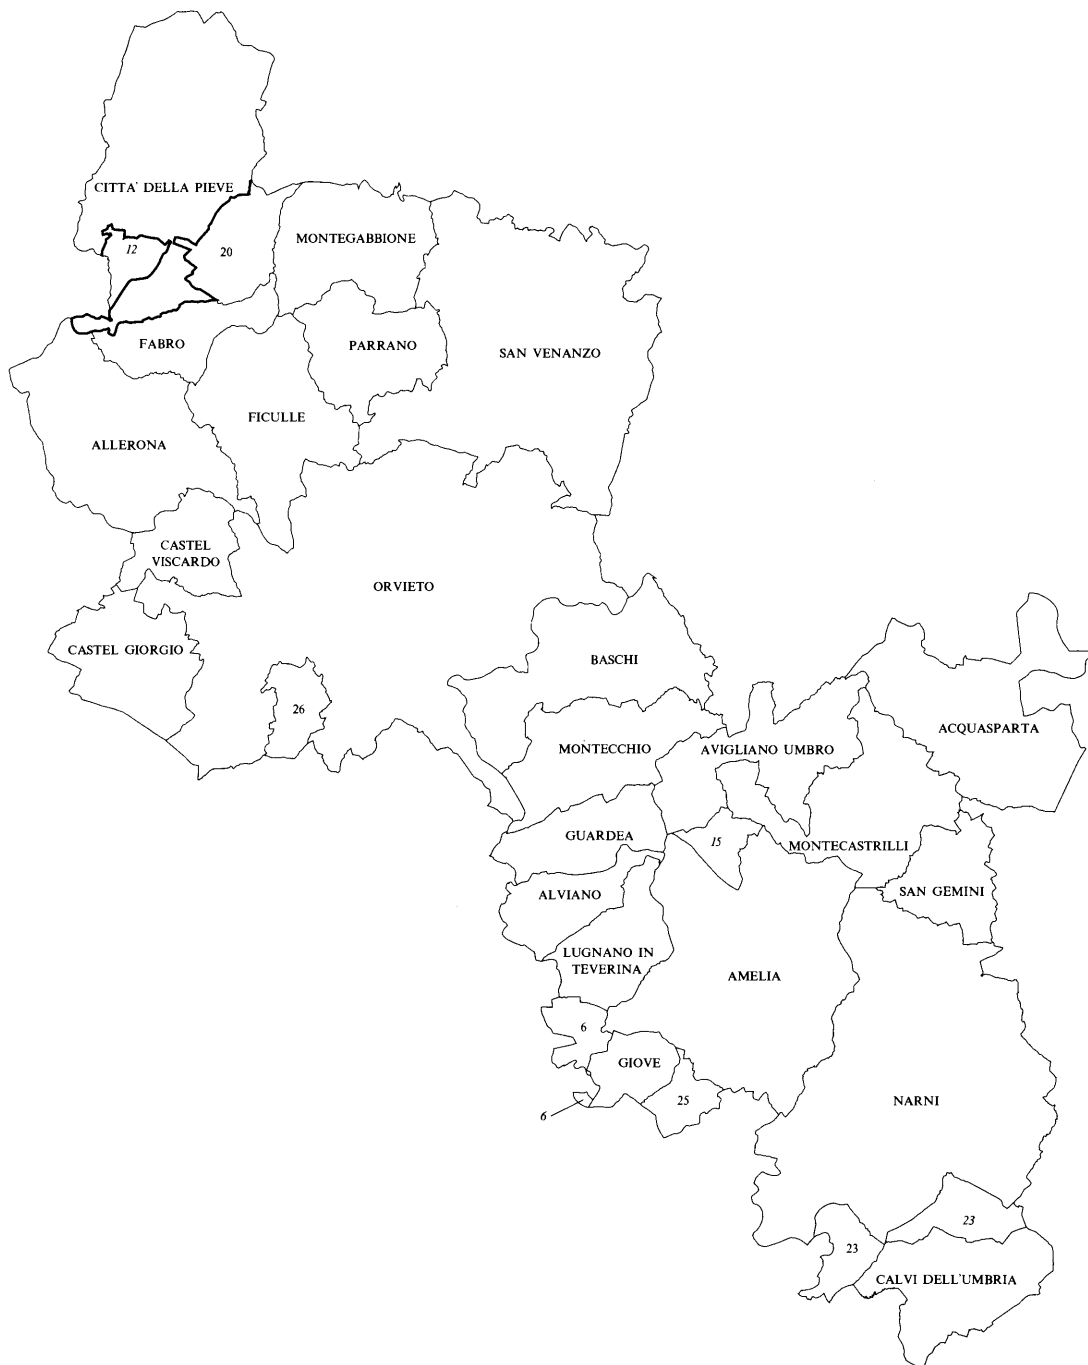 CITTA' DELLA PIEVE
12
20
MONTEGABBIONE
FABRO
PARRANO
SAN VENANZO
FICULLE
ALLERONA
CASTEL
VISCARDO
ORVIETO
CASTEL GIORGIO
BASCHI
26
ACQUASPARTA
MONTECCHIO
AVIGLIANO UMBRO
GUARDEA
15
MONTECASTRILLI
ALVIANO
SAN GEMINI
LUGNANO IN
TEVERINA
AMELIA
6
GIOVE
25
6
NARNI
23
23
CALVI DELL'UMBRIA